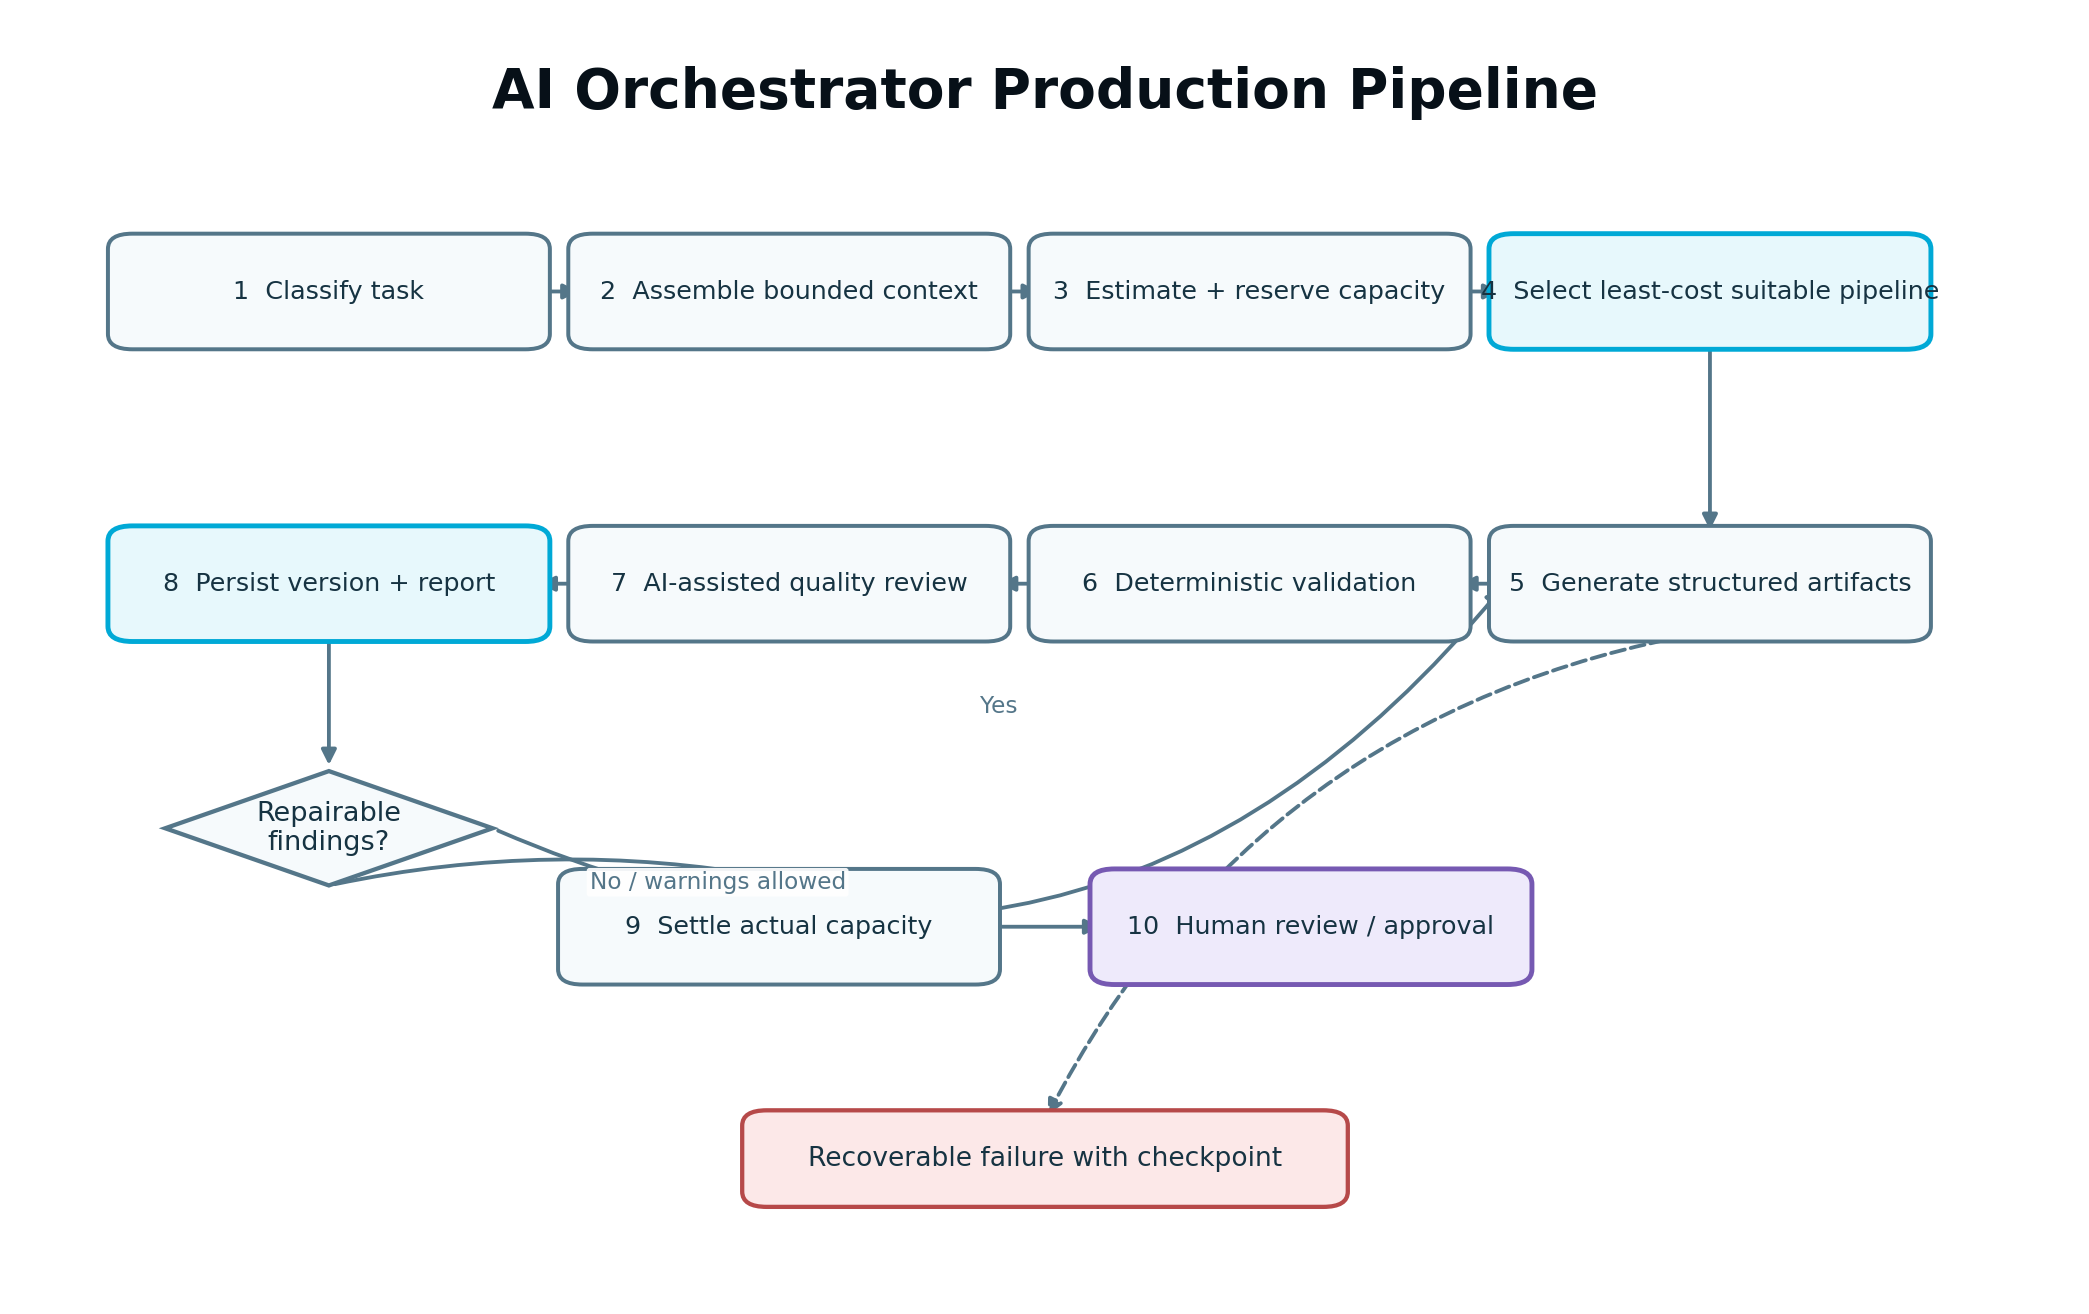 AI Orchestrator Production Pipeline
1  Classify task
2  Assemble bounded context
3  Estimate + reserve capacity
4  Select least-cost suitable pipeline
8  Persist version + report
7  AI-assisted quality review
6  Deterministic validation
5  Generate structured artifacts
Yes
Repairable
findings?
No / warnings allowed
9  Settle actual capacity
10  Human review / approval
Recoverable failure with checkpoint